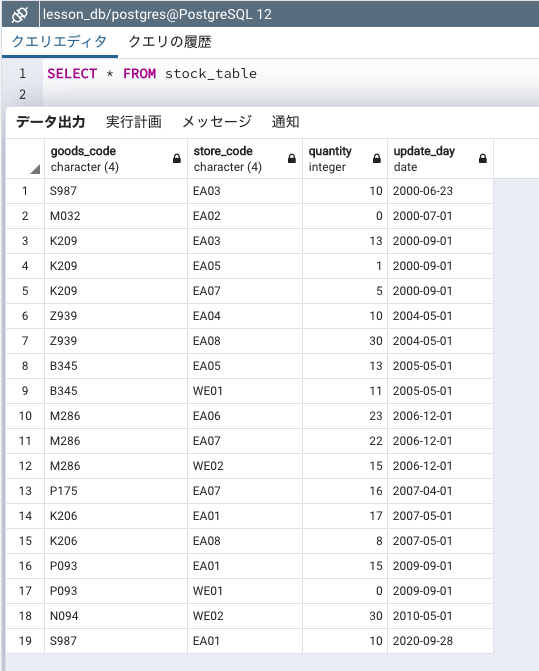 lesson_db/postgres@PostgreSQL 12
クエリエディタ クエリの履歴
1 SELECT * FROM stock_table
2
データ出力 実行計画 メッセージ 通知
goods_code store_code quantity update_day
character (4) character (4) integer date
1 S987 EA03 10 2000-06-23
2 M032 EA02 0 2000-07-01
3 K209 EA03 13 2000-09-01
4 K209 EA05 1 2000-09-01
5 K209 EA07 5 2000-09-01
6 Z939 EA04 10 2004-05-01
7 Z939 EA08 30 2004-05-01
8 B345 EA05 13 2005-05-01
9 B345 WE01 11 2005-05-01
10 M286 EA06 23 2006-12-01
11 M286 EA07 22 2006-12-01
12 M286 WE02 15 2006-12-01
13 P175 EA07 16 2007-04-01
14 K206 EA01 17 2007-05-01
15 K206 EA08 8 2007-05-01
16 P093 EA01 15 2009-09-01
17 P093 WE01 0 2009-09-01
18 N094 WE02 30 2010-05-01
19 S987 EA01 10 2020-09-28